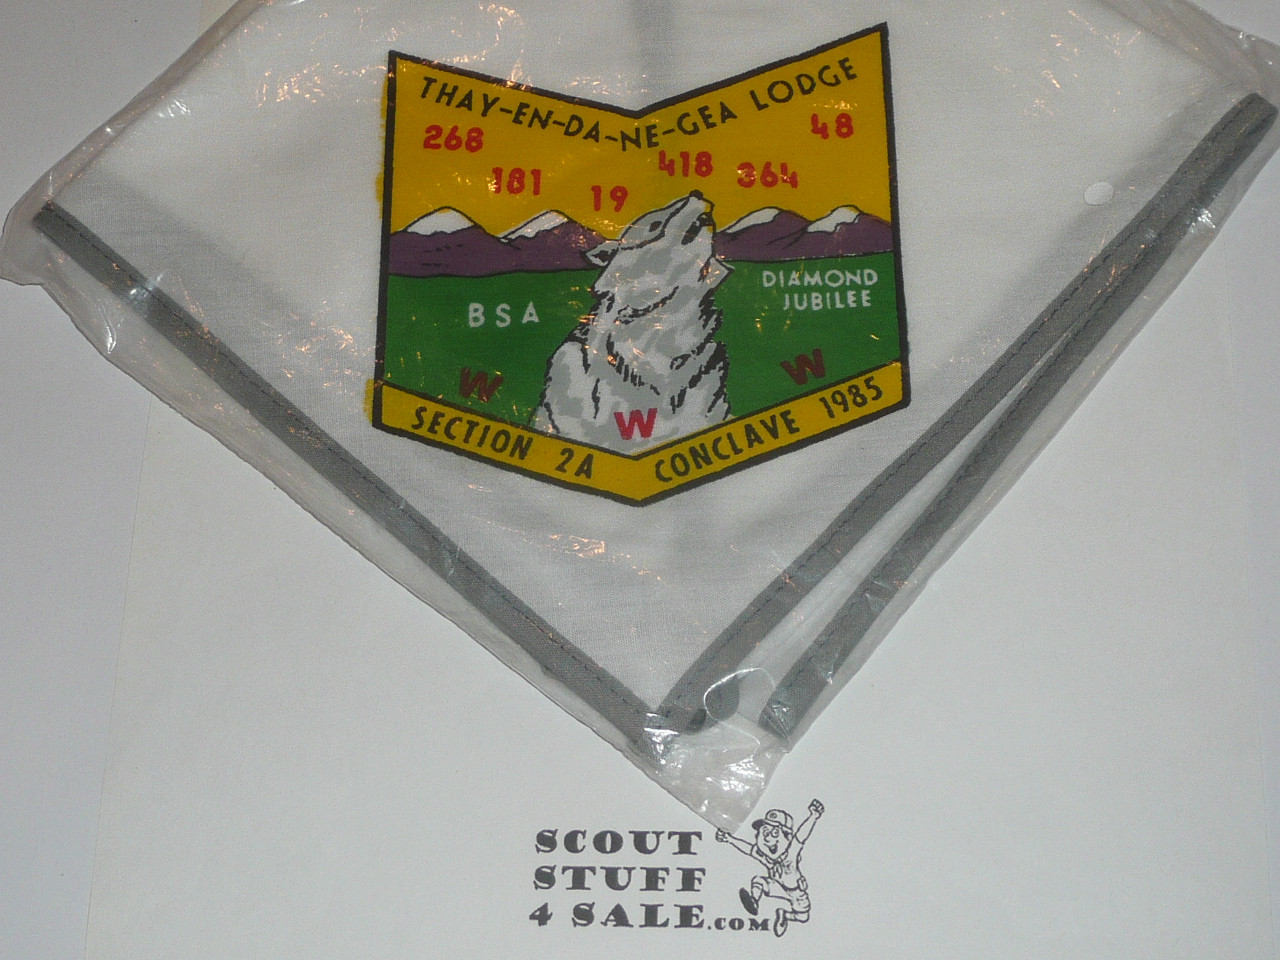 THAY-EN-DA-NE-GEA LODGE
268 181 19 418 364 48
BSA
DIAMOND
JUBILEE
W W W
SECTION 2A CONCLAVE 1985
SCOUT
STUFF
4 SALE.COM